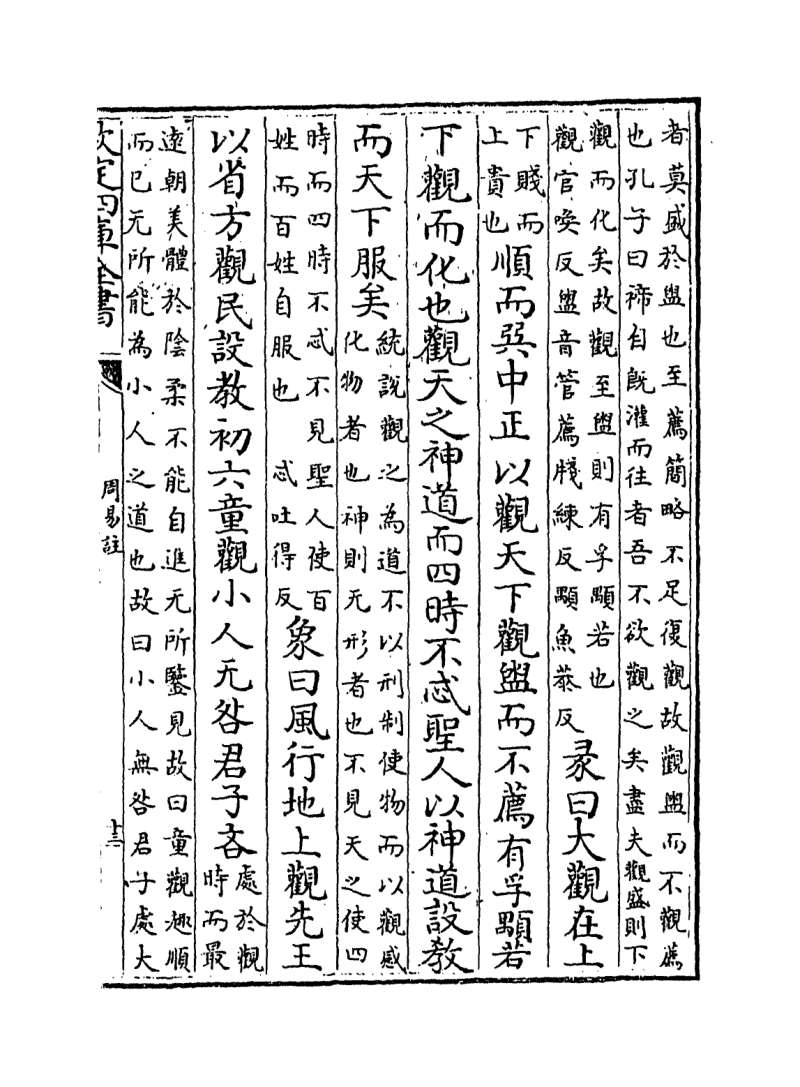 者莫盛於盥也至薦簡略不足復觀故觀盥而不觀薦
也孔子曰禘自既灌而往者吾不欲觀之矣盡夫觀盛則下
觀而化矣故觀至盥則有孚顒若也
觀官喚反盥音管薦牋練反顒魚恭反
彖曰大觀在上
下賤而
上貴也
順而巽中正以觀天下觀盥而不薦有孚顒若
下觀而化也觀天之神道而四時不忒聖人以神道設教
而天下服矣
統說觀之為道不以刑制使物而以觀感
化物者也神則无形者也不見天之使四
時而四時不忒不見聖人使百
姓而百姓自服也 忒吐得反
象曰風行地上觀先王
以省方觀民設教初六童觀小人无咎君子吝
處於觀
時而最
逺朝美體於陰柔不能自進无所鑒見故曰童觀趣順
而已无所能為小人之道也故曰小人無咎君子處大
欽定四庫全書
周易註
十三